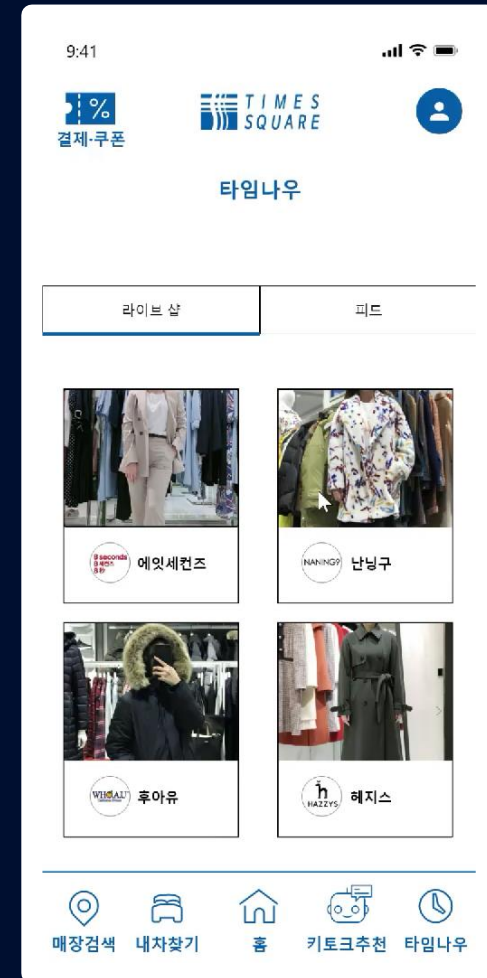 9:41
%
결제·쿠폰
TIMES
SQUARE
타임나우
라이브 샵
피드
8seconds
에잇세컨즈
NANING9
난닝구
WHOAU
후아유
HAZZYS
헤지스
매장검색
내차찾기
홈
키토크추천
타임나우